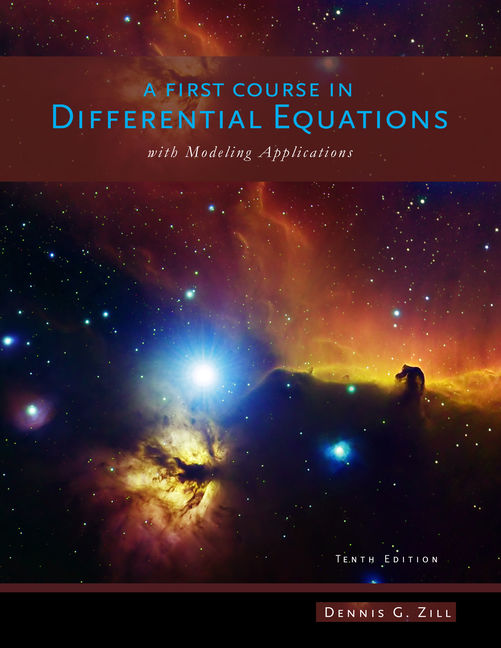 A FIRST COURSE IN
DIFFERENTIAL EQUATIONS
with Modeling Applications
TENTH EDITION
DENNIS G. ZILL